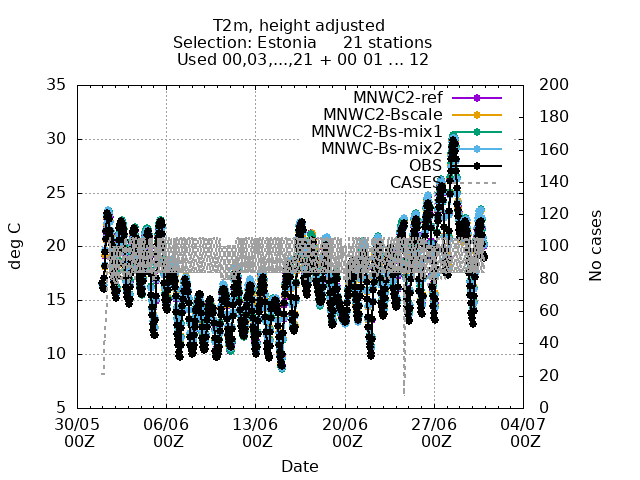 T2m, height adjusted
Selection: Estonia 21 stations
Used 00,03,...,21 + 00 01 ... 12
MNWC2-ref
MNWC2-Bscale
MNWC2-Bs-mix1
MNWC-Bs-mix2
OBS
CASES
deg C
35
30
25
20
15
10
5
No cases
200
180
160
140
120
100
80
60
40
20
0
30/05 06/06 13/06 20/06 27/06 04/07
00Z 00Z 00Z 00Z 00Z 00Z
Date